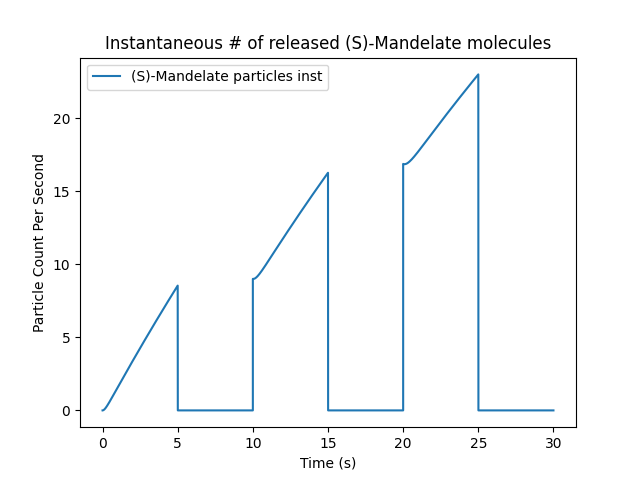 Instantaneous # of released (S)-Mandelate molecules
(S)-Mandelate particles inst
Particle Count Per Second
20
15
10
5
0
0 5 10 15 20 25 30
Time (s)